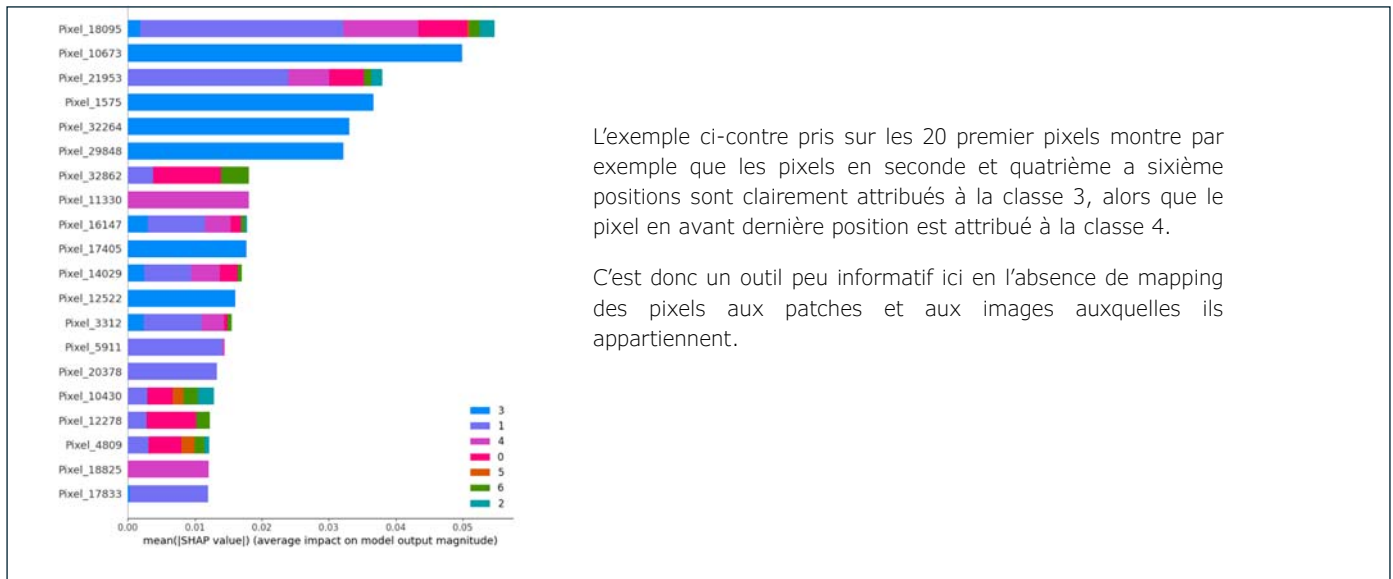 Pixel_18095
Pixel_10673
Pixel_21953
Pixel_1575
Pixel_32264
Pixel_29848
Pixel_32862
Pixel_11330
Pixel_16147
Pixel_17405
Pixel_14029
Pixel_12522
Pixel_3312
Pixel_5911
Pixel_20378
Pixel_10430
Pixel_12278
Pixel_4809
Pixel_18825
Pixel_17833
3
1
4
0
5
6
2
0.00 0.01 0.02 0.03 0.04 0.05
mean(|SHAP value|) (average impact on model output magnitude)
L'exemple ci-contre pris sur les 20 premier pixels montre par
exemple que les pixels en seconde et quatrième a sixième
positions sont clairement attribués à la classe 3, alors que le
pixel en avant dernière position est attribué à la classe 4.
C'est donc un outil peu informatif ici en l'absence de mapping
des pixels aux patches et aux images auxquelles ils
appartiennent.